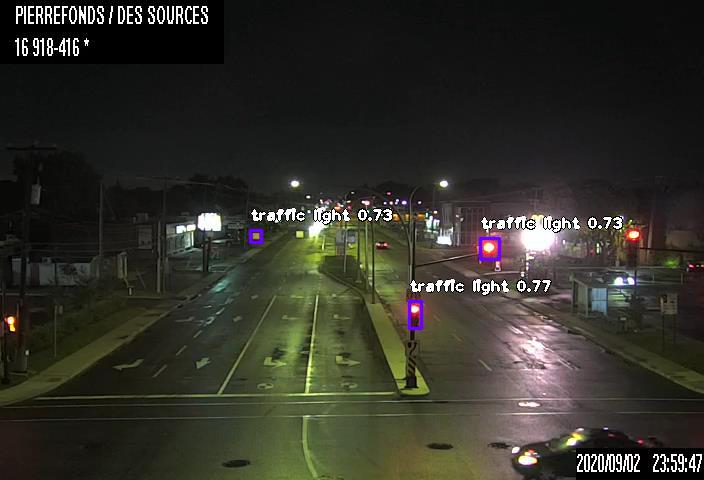 PIERREFONDS / DES SOURCES
16 918-416 *
traffic light 0.73
traffic light 0.73
traffic light 0.77
2020/09/02 23:59:47